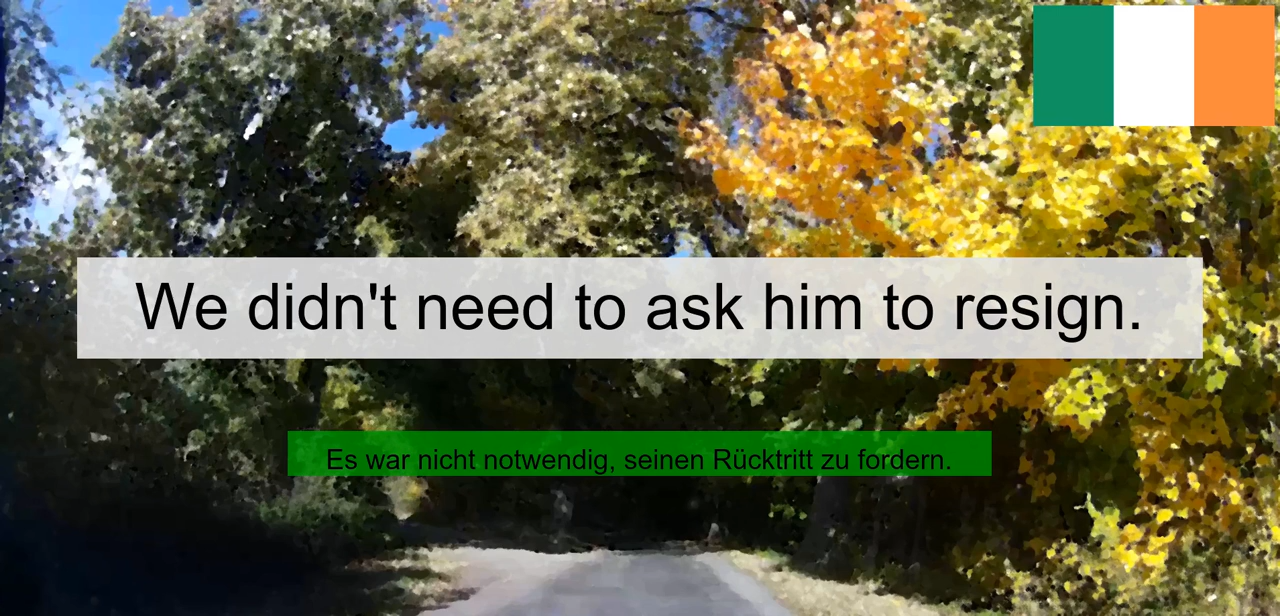 We didn't need to ask him to resign.
Es war nicht notwendig, seinen Rücktritt zu fordern.